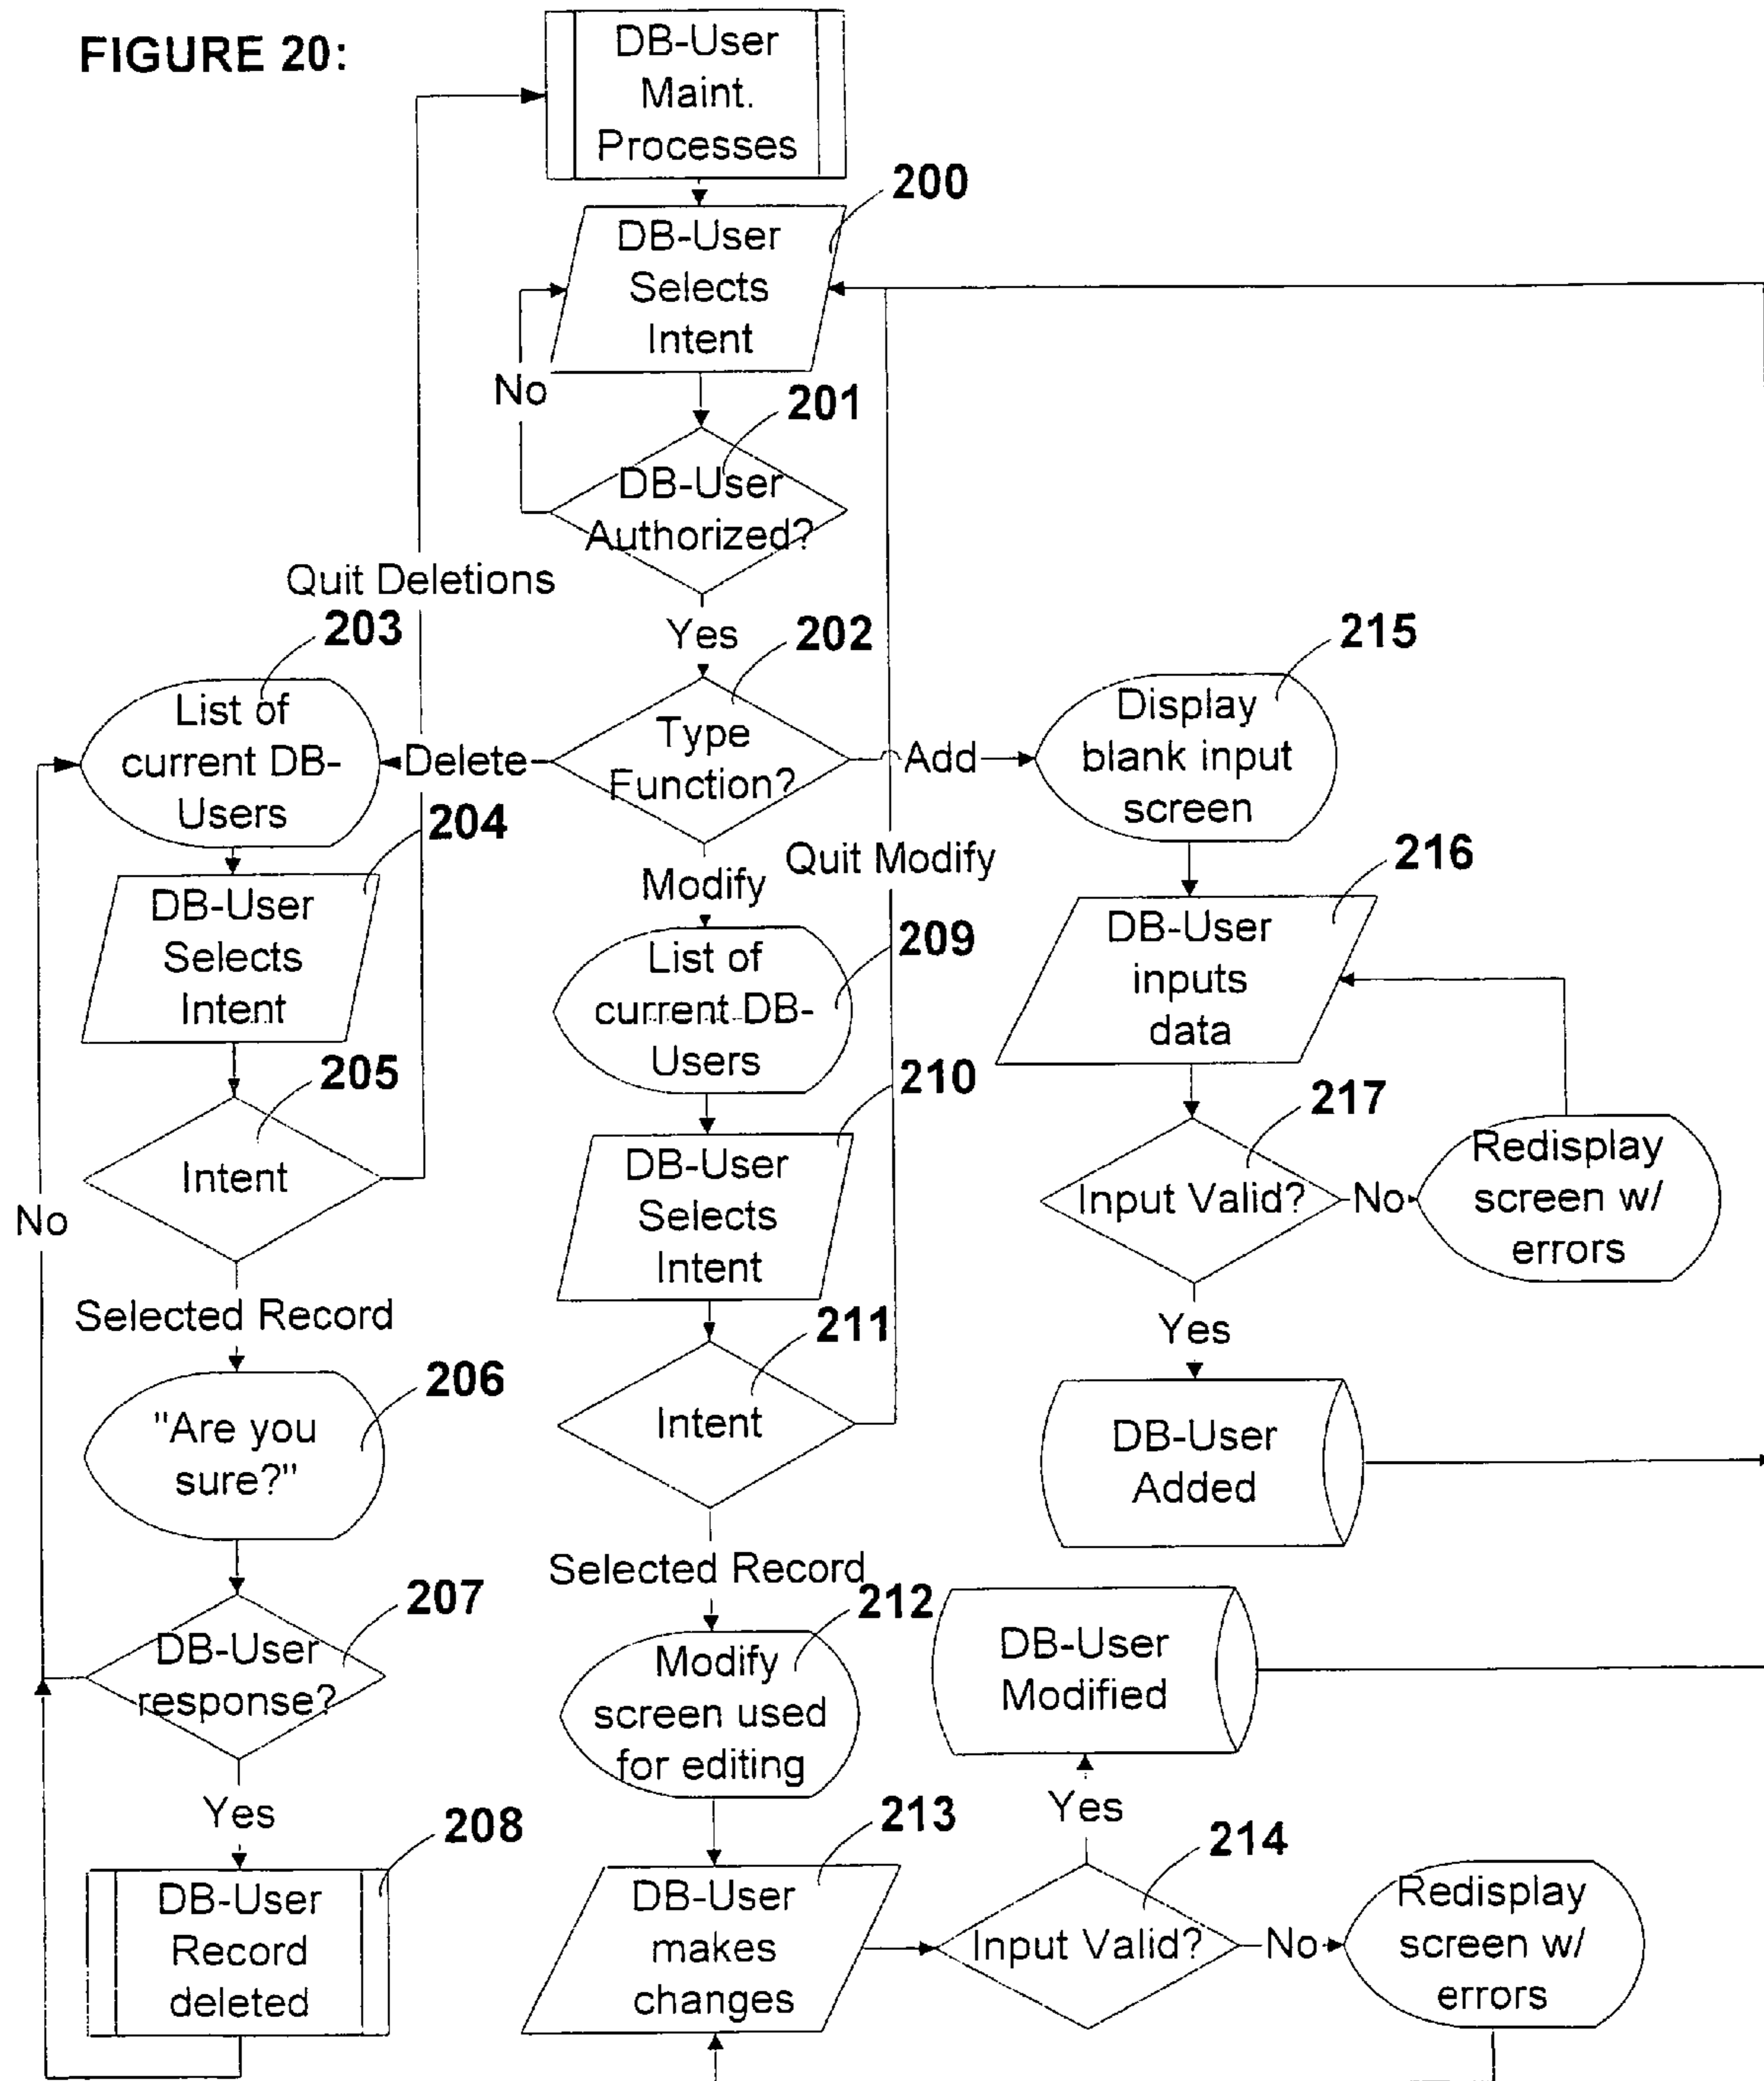 FIGURE 20:
DB-User
Maint.
Processes
200
DB-User
Selects
Intent
No
201
DB-User
Authorized?
Quit Deletions
Yes
202
203
List of
current DB-
Users
Delete
Type
Function?
Add
215
Display
blank input
screen
204
DB-User
Selects
Intent
Modify
Quit Modify
216
DB-User
inputs
data
209
List of
current DB-
Users
205
Intent
No
210
DB-User
Selects
Intent
217
Input Valid?
No
Redisplay
screen w/
errors
Selected Record
211
Intent
Yes
206
"Are you
sure?"
DB-User
Added
Selected Record
207
DB-User
response?
212
Modify
screen used
for editing
DB-User
Modified
Yes
Yes
208
DB-User
Record
deleted
213
DB-User
makes
changes
214
Input Valid?
No
Redisplay
screen w/
errors